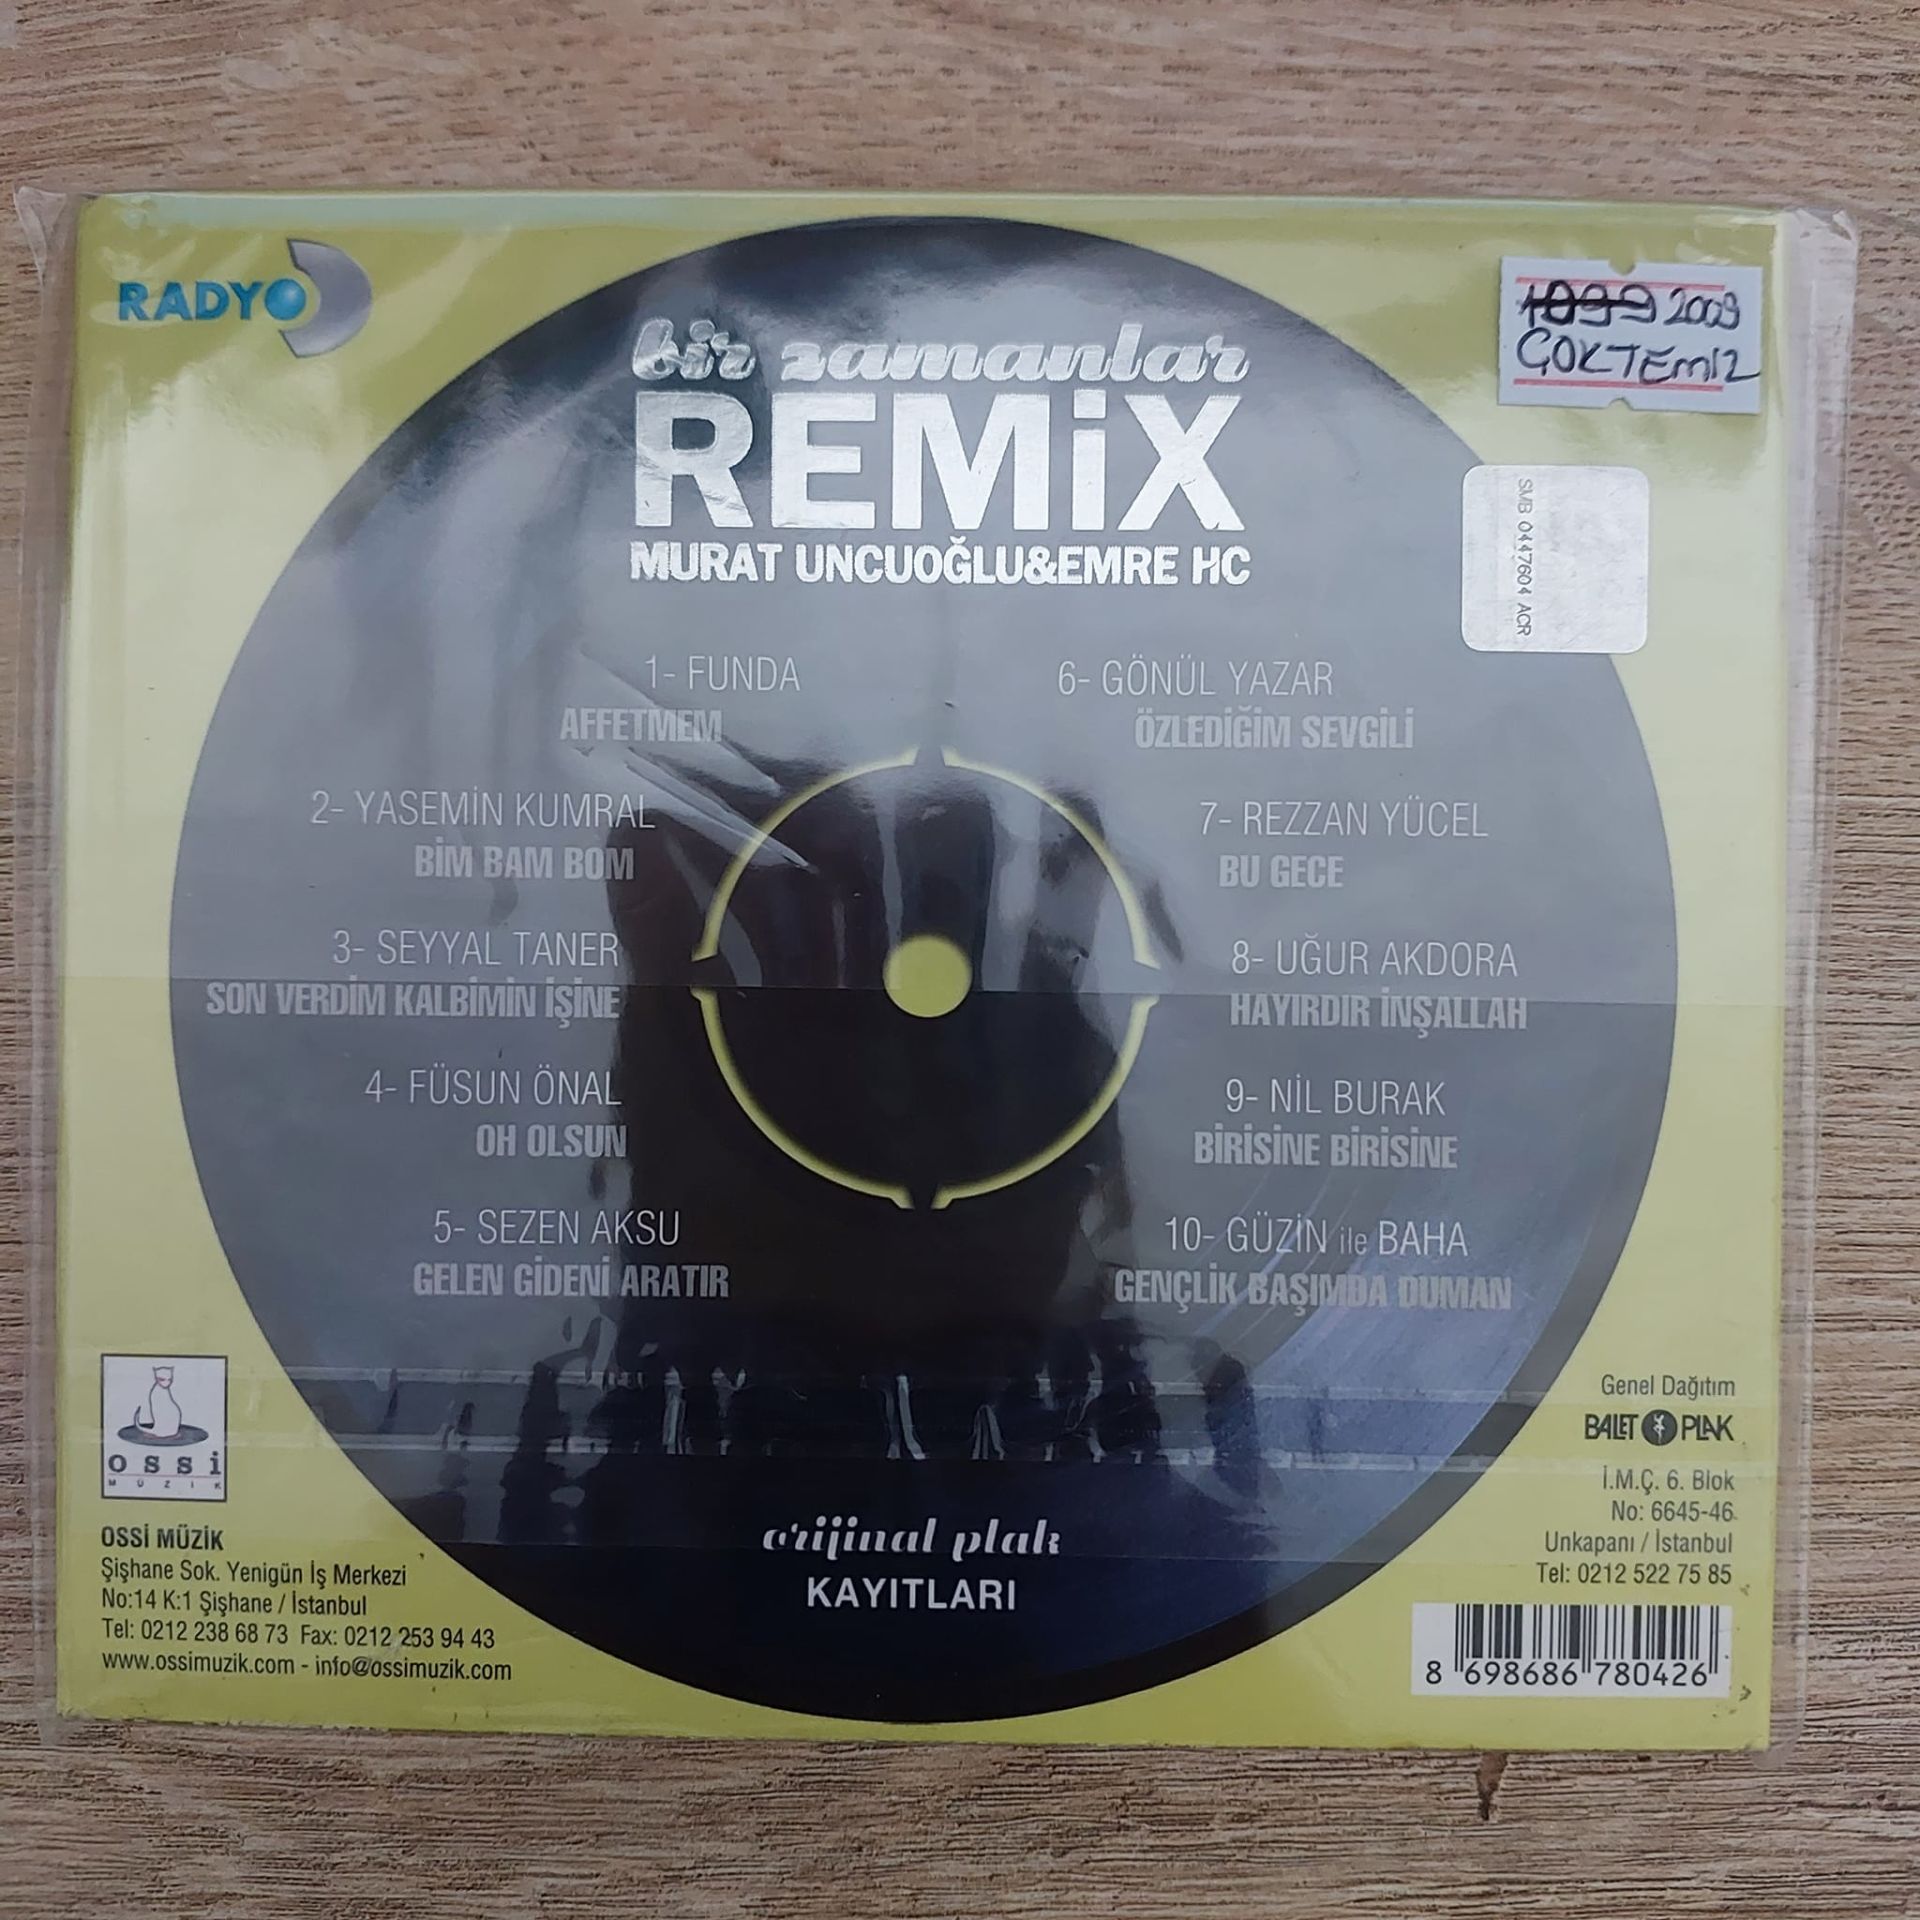 RADYO
bir zamanlar
REMiX
MURAT UNCUOĞLU&EMRE HC
2009
ÇOK TEMİZ
SMB 0447604 ACR
1- FUNDA
AFFETMEM
2- YASEMİN KUMRAL
BİM BAM BOM
3- SEYYAL TANER
SON VERDİM KALBİMİN İŞİNE
4- FÜSUN ÖNAL
OH OLSUN
5- SEZEN AKSU
GELEN GİDENİ ARATIR
6- GÖNÜL YAZAR
ÖZLEDİĞİM SEVGİLİ
7- REZZAN YÜCEL
BU GECE
8- UĞUR AKDORA
HAYIRDIR İNŞALLAH
9- NİL BURAK
BİRİSİNE BİRİSİNE
10- GÜZİN ile BAHA
GENÇLİK BAŞIMDA DUMAN
orijinal plak
KAYITLARI
ossi
MÜZİK
OSSİ MÜZİK
Şişhane Sok. Yenigün İş Merkezi
No:14 K:1 Şişhane / İstanbul
Tel: 0212 238 68 73 Fax: 0212 253 94 43
www.ossimuzik.com - info@ossimuzik.com
Genel Dağıtım
BALET PLAK
İ.M.Ç. 6. Blok
No: 6645-46
Unkapanı / İstanbul
Tel: 0212 522 75 85
8 698686 780426